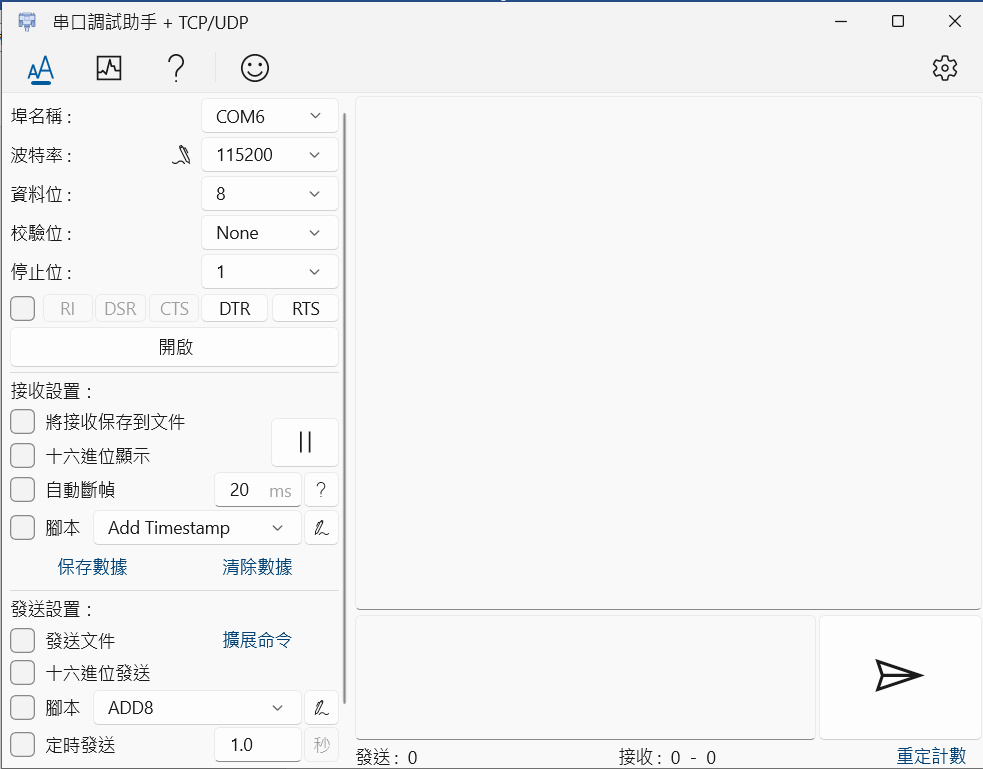 串口調試助手 + TCP/UDP
埠名稱 : COM6
波特率 : 115200
資料位 : 8
校驗位 : None
停止位 : 1
RI DSR CTS DTR RTS
開啟
接收設置 :
將接收保存到文件
十六進位顯示
自動斷幀 20 ms ?
腳本 Add Timestamp
保存數據 清除數據
發送設置 :
發送文件 擴展命令
十六進位發送
腳本 ADD8
定時發送 1.0 秒
發送 : 0 接收 : 0 - 0 重定計數